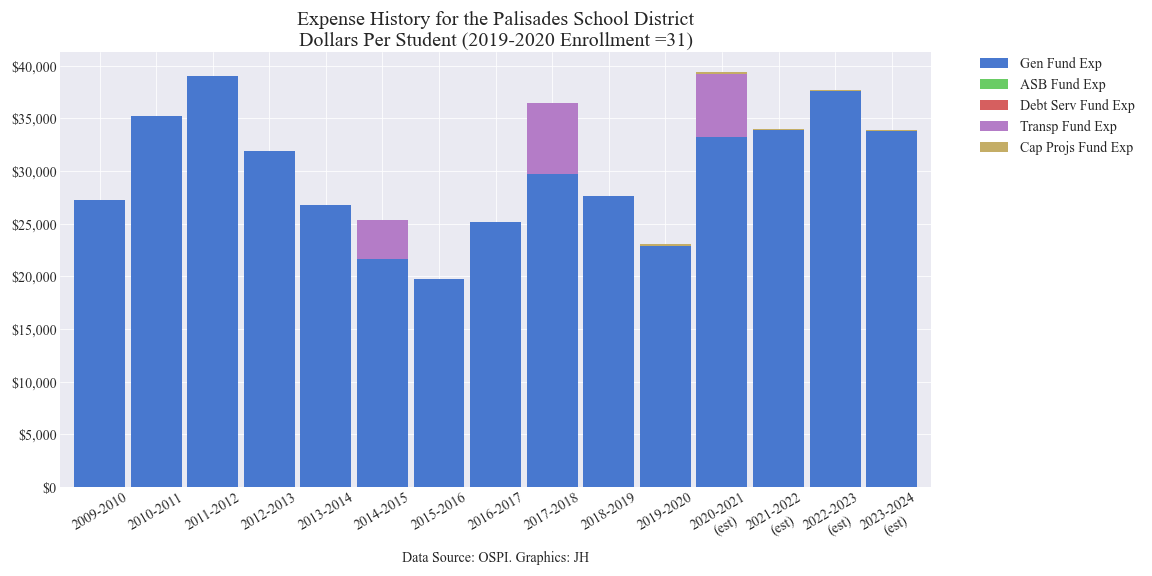 Expense History for the Palisades School District
Dollars Per Student (2019-2020 Enrollment =31)
$40,000
$35,000
$30,000
$25,000
$20,000
$15,000
$10,000
$5,000
$0
2009-2010
2010-2011
2011-2012
2012-2013
2013-2014
2014-2015
2015-2016
2016-2017
2017-2018
2018-2019
2019-2020
2020-2021
(est)
2021-2022
(est)
2022-2023
(est)
2023-2024
(est)
Data Source: OSPI. Graphics: JH
Gen Fund Exp
ASB Fund Exp
Debt Serv Fund Exp
Transp Fund Exp
Cap Projs Fund Exp